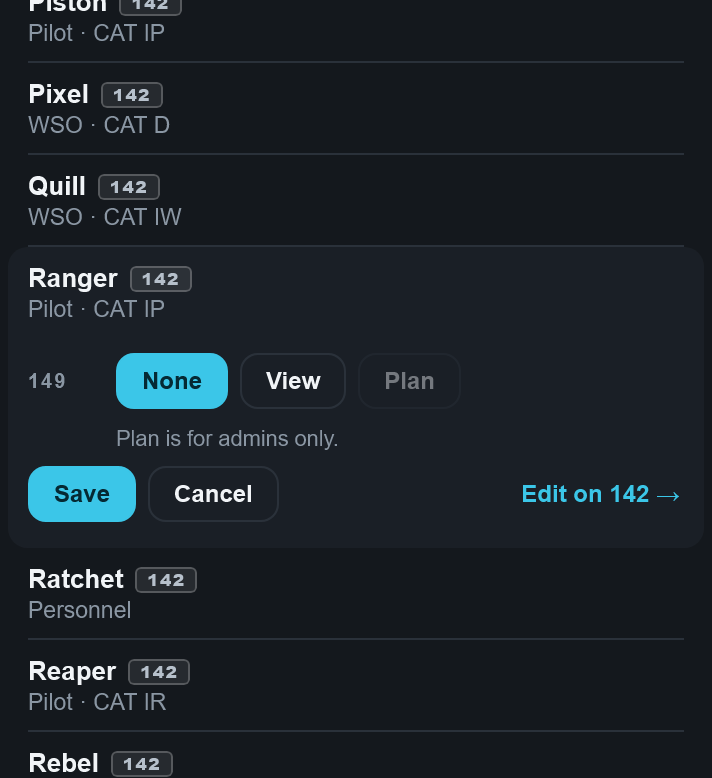 Piston 142
Pilot · CAT IP
Pixel 142
WSO · CAT D
Quill 142
WSO · CAT IW
Ranger 142
Pilot · CAT IP
149 None View Plan
Plan is for admins only.
Save Cancel Edit on 142 →
Ratchet 142
Personnel
Reaper 142
Pilot · CAT IR
Rebel 142